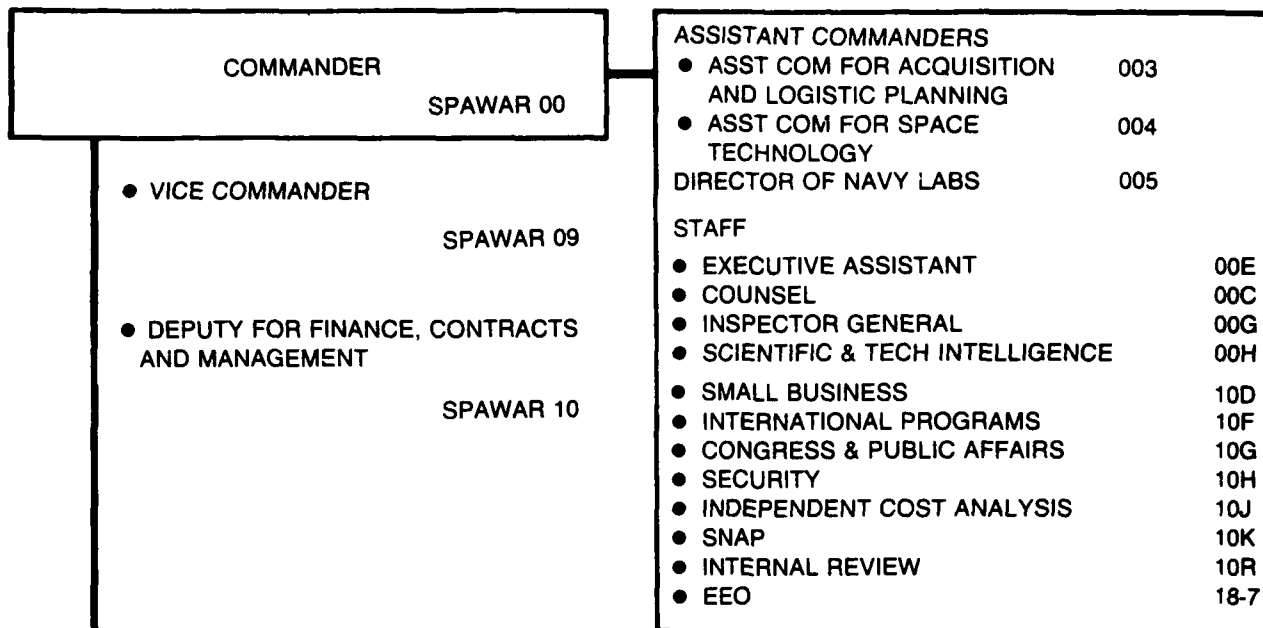 COMMANDER
SPAWAR 00
● VICE COMMANDER
SPAWAR 09
● DEPUTY FOR FINANCE, CONTRACTS
AND MANAGEMENT
SPAWAR 10
ASSISTANT COMMANDERS
● ASST COM FOR ACQUISITION 003
AND LOGISTIC PLANNING
● ASST COM FOR SPACE 004
TECHNOLOGY
DIRECTOR OF NAVY LABS 005
STAFF
● EXECUTIVE ASSISTANT 00E
● COUNSEL 00C
● INSPECTOR GENERAL 00G
● SCIENTIFIC & TECH INTELLIGENCE 00H
● SMALL BUSINESS 10D
● INTERNATIONAL PROGRAMS 10F
● CONGRESS & PUBLIC AFFAIRS 10G
● SECURITY 10H
● INDEPENDENT COST ANALYSIS 10J
● SNAP 10K
● INTERNAL REVIEW 10R
● EEO 18-7